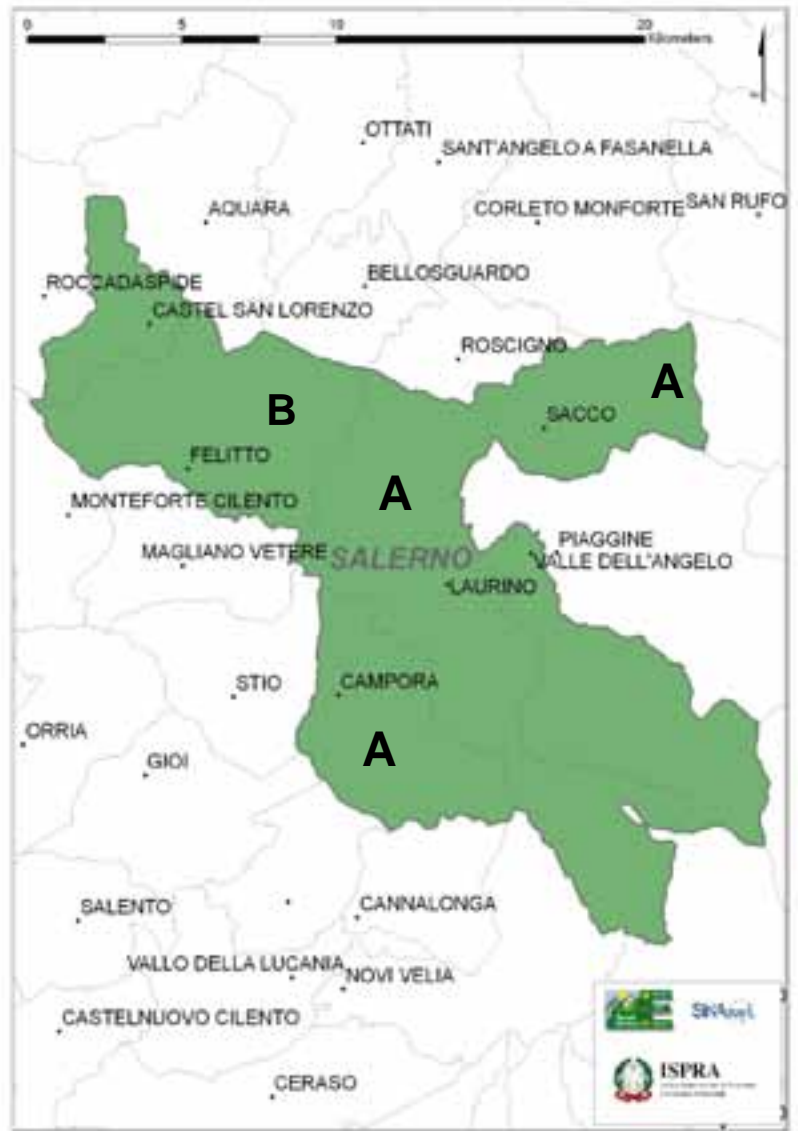 0 5 10 20
Kilometers
OTTATI
SANT'ANGELO A FASANELLA
AQUARA
CORLETO MONFORTE
SAN RUFO
BELLOSGUARDO
ROCCADASPIDE
CASTEL SAN LORENZO
ROSCIGNO
A
B
SACCO
FELITTO
A
MONTEFORTE CILENTO
PIAGGINE
MAGLIANO VETERE
SALERNO
VALLE DELL'ANGELO
LAURINO
STIO
CAMPORA
ORRIA
A
GIOI
SALENTO
CANNALONGA
VALLO DELLA LUCANIA
NOVI VELIA
CASTELNUOVO CILENTO
CERASO
ISPRA